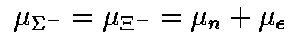 μ_{Σ⁻} = μ_{Ξ⁻} = μ_n + μ_e